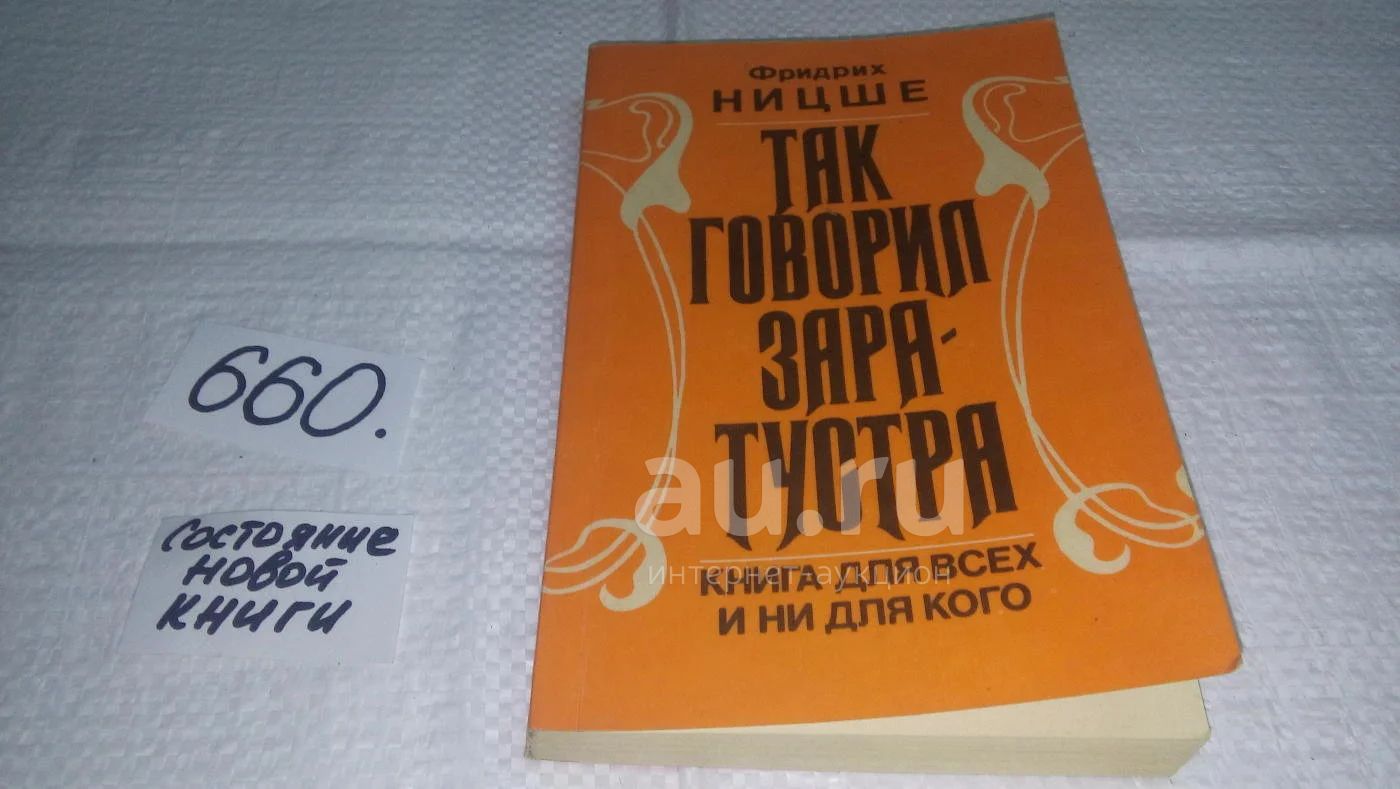 Фридрих
НИЦШЕ
ТАК
ГОВОРИЛ
ЗАРА-
ТУСТРА
КНИГА ДЛЯ ВСЕХ
И НИ ДЛЯ КОГО
660.
состояние
новой
книги
au.ru
интернет-аукцион